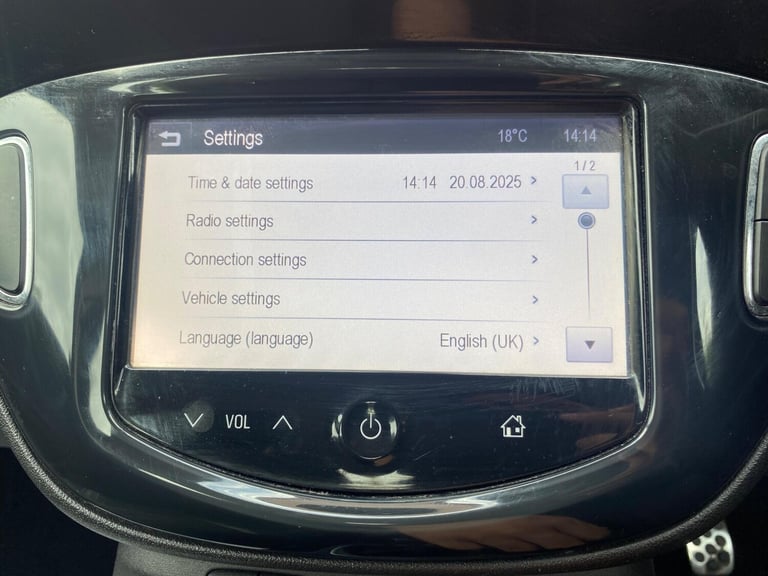 Settings 18°C 14:14
1/2
Time & date settings 14:14 20.08.2025 >
Radio settings >
Connection settings >
Vehicle settings >
Language (language) English (UK) >
VOL